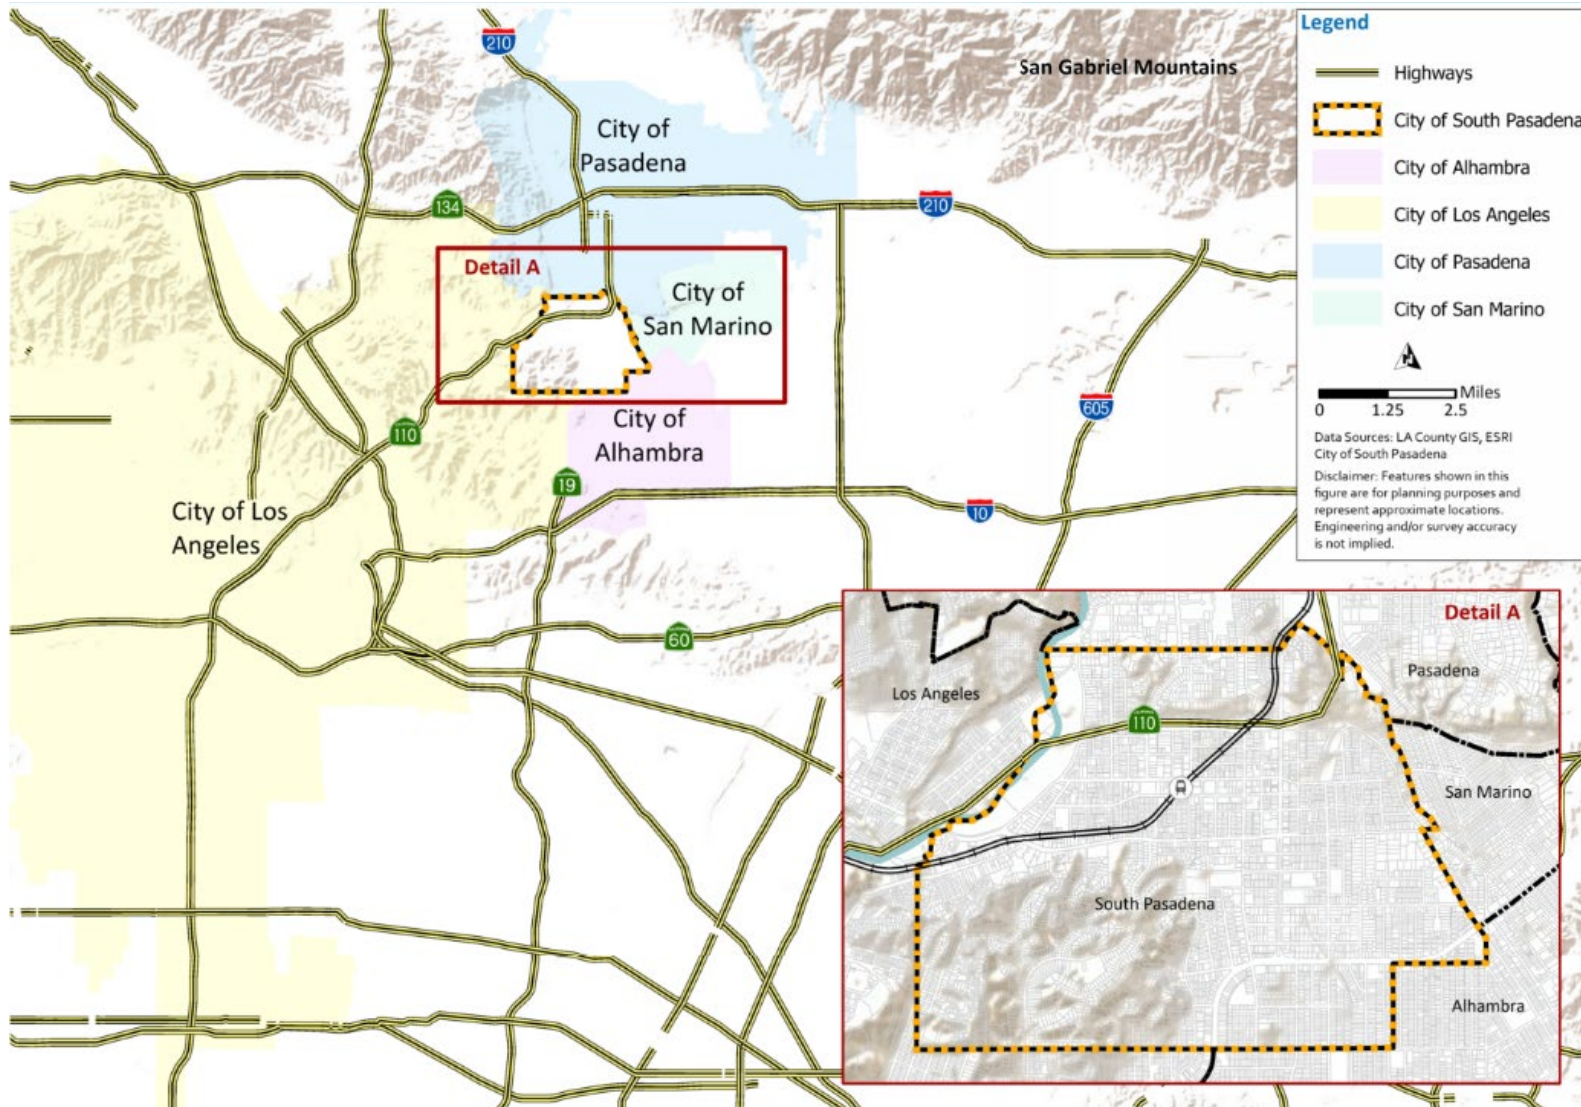 210
San Gabriel Mountains
City of
Pasadena
134
210
Detail A
City of
San Marino
605
City of
Alhambra
110
19
10
City of Los
Angeles
60
Legend
Highways
City of South Pasadena
City of Alhambra
City of Los Angeles
City of Pasadena
City of San Marino
Miles
0 1.25 2.5
Data Sources: LA County GIS, ESRI
City of South Pasadena
Disclaimer: Features shown in this
figure are for planning purposes and
represent approximate locations.
Engineering and/or survey accuracy
is not implied.
Detail A
Pasadena
Los Angeles
110
San Marino
South Pasadena
Alhambra